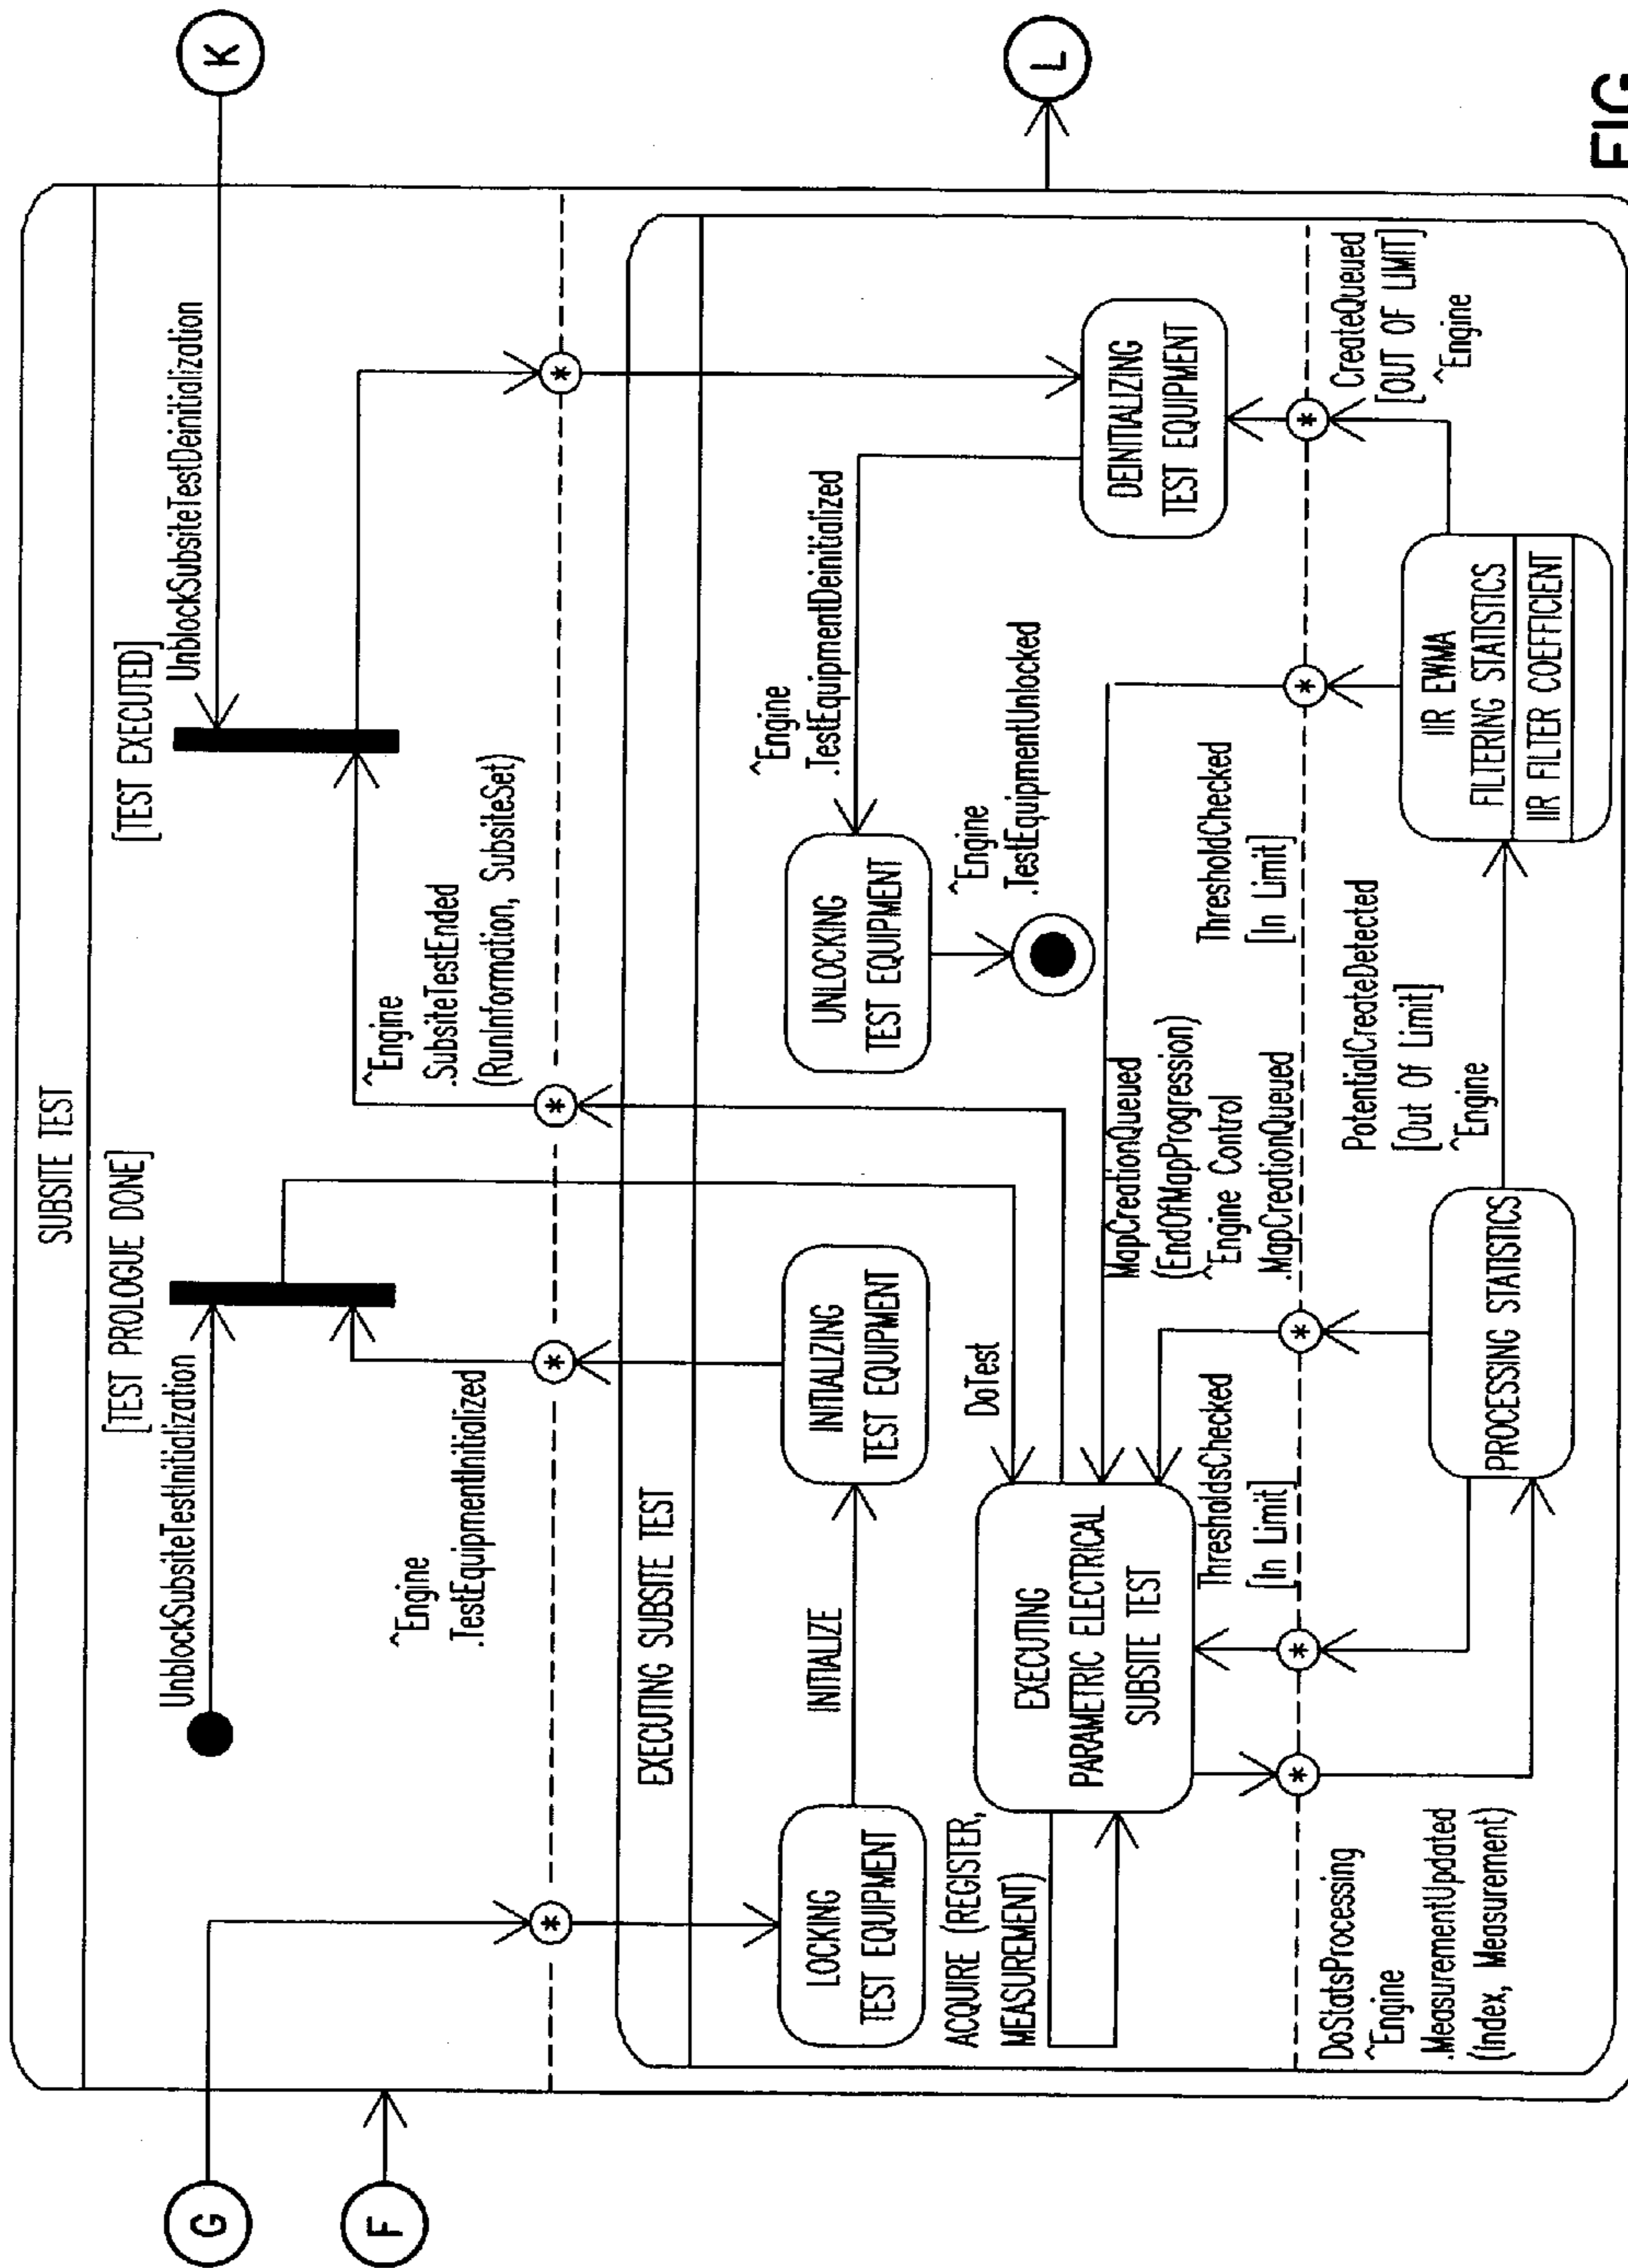 SUBSITE TEST
G
F
K
L
UnblockSubsiteTestInitialization
[TEST PROLOGUE DONE]
[TEST EXECUTED]
UnblockSubsiteTestDeinitialization
^Engine
.TestEquipmentInitialized
^Engine
.SubsiteTestEnded
(RunInformation, SubsiteSet)
*
*
*
*
EXECUTING SUBSITE TEST
LOCKING
TEST EQUIPMENT
INITIALIZE
INITIALIZING
TEST EQUIPMENT
UNLOCKING
TEST EQUIPMENT
^Engine
.TestEquipmentDeinitialized
^Engine
.TestEquipmentUnlocked
DEINITIALIZING
TEST EQUIPMENT
ACQUIRE (REGISTER,
MEASUREMENT)
EXECUTING
PARAMETRIC ELECTRICAL
SUBSITE TEST
DoTest
MapCreationQueued
(EndOfMapProgression)
^Engine Control
.MapCreationQueued
ThresholdsChecked
[In Limit]
ThresholdChecked
[In Limit]
*
*
*
*
*
CreateQueued
[OUT OF LIMIT]
^Engine
DoStatsProcessing
^Engine
.MeasurementUpdated
(Index, Measurement)
PROCESSING STATISTICS
PotentialCreateDetected
[Out Of Limit]
^Engine
IIR EWMA
FILTERING STATISTICS
IIR FILTER COEFFICIENT
FIG